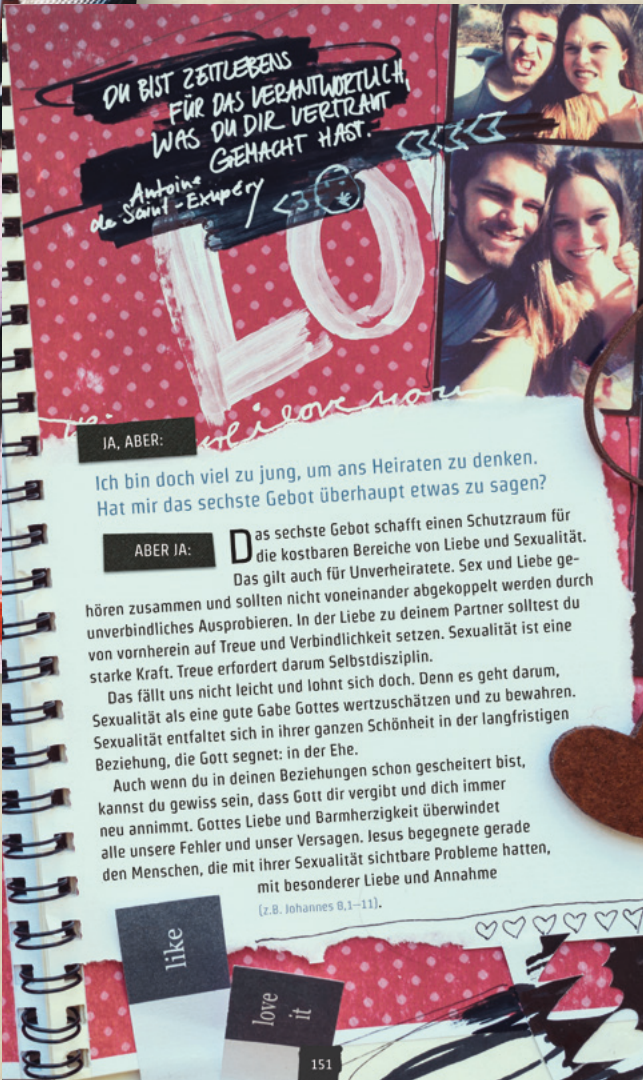 DU BIST ZEITLEBENS
FÜR DAS VERANTWORTLICH,
WAS DU DIR VERTRAUT
GEMACHT HAST.
Antoine
de Saint-Exupéry
<3
LO
i love you
JA, ABER:
Ich bin doch viel zu jung, um ans Heiraten zu denken.
Hat mir das sechste Gebot überhaupt etwas zu sagen?
ABER JA:
Das sechste Gebot schafft einen Schutzraum für
die kostbaren Bereiche von Liebe und Sexualität.
Das gilt auch für Unverheiratete. Sex und Liebe ge-
hören zusammen und sollten nicht voneinander abgekoppelt werden durch
unverbindliches Ausprobieren. In der Liebe zu deinem Partner solltest du
von vornherein auf Treue und Verbindlichkeit setzen. Sexualität ist eine
starke Kraft. Treue erfordert darum Selbstdisziplin.
Das fällt uns nicht leicht und lohnt sich doch. Denn es geht darum,
Sexualität als eine gute Gabe Gottes wertzuschätzen und zu bewahren.
Sexualität entfaltet sich in ihrer ganzen Schönheit in der langfristigen
Beziehung, die Gott segnet: in der Ehe.
Auch wenn du in deinen Beziehungen schon gescheitert bist,
kannst du gewiss sein, dass Gott dir vergibt und dich immer
neu annimmt. Gottes Liebe und Barmherzigkeit überwindet
alle unsere Fehler und unser Versagen. Jesus begegnete gerade
den Menschen, die mit ihrer Sexualität sichtbare Probleme hatten,
mit besonderer Liebe und Annahme
(z.B. Johannes 8,1–11).
like
love
it
151